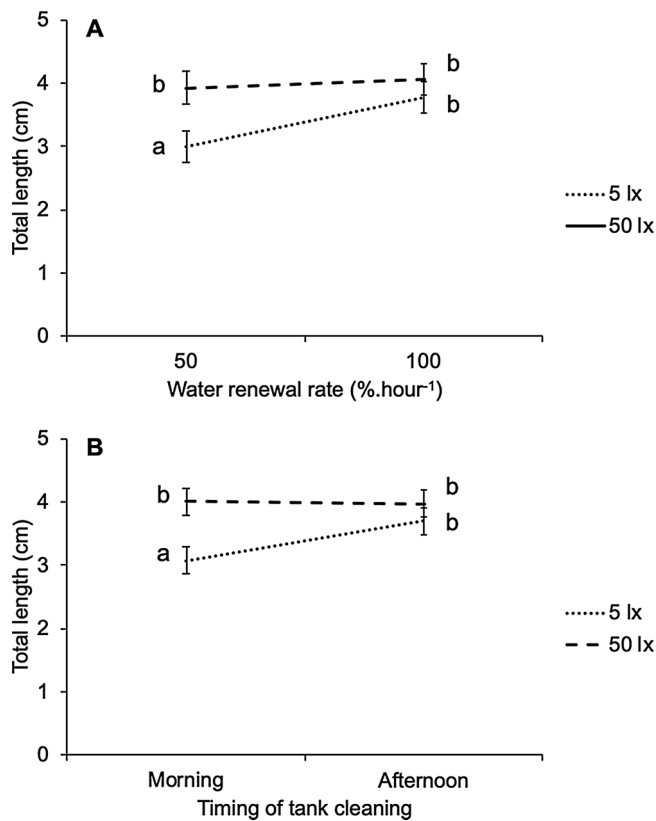 A
5
4
3
2
1
0
Total length (cm)
b
b
a
b
5 lx
50 lx
50
100
Water renewal rate (%.hour⁻¹)
B
5
4
3
2
1
0
Total length (cm)
b
b
a
b
5 lx
50 lx
Morning
Afternoon
Timing of tank cleaning